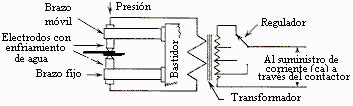 Brazo
móvil
Presión
Electrodos con
enfriamiento
de agua
Brazo fijo
Bastidor
Regulador
Al suministro de
corriente (ca) a
través del contactor
Transformador